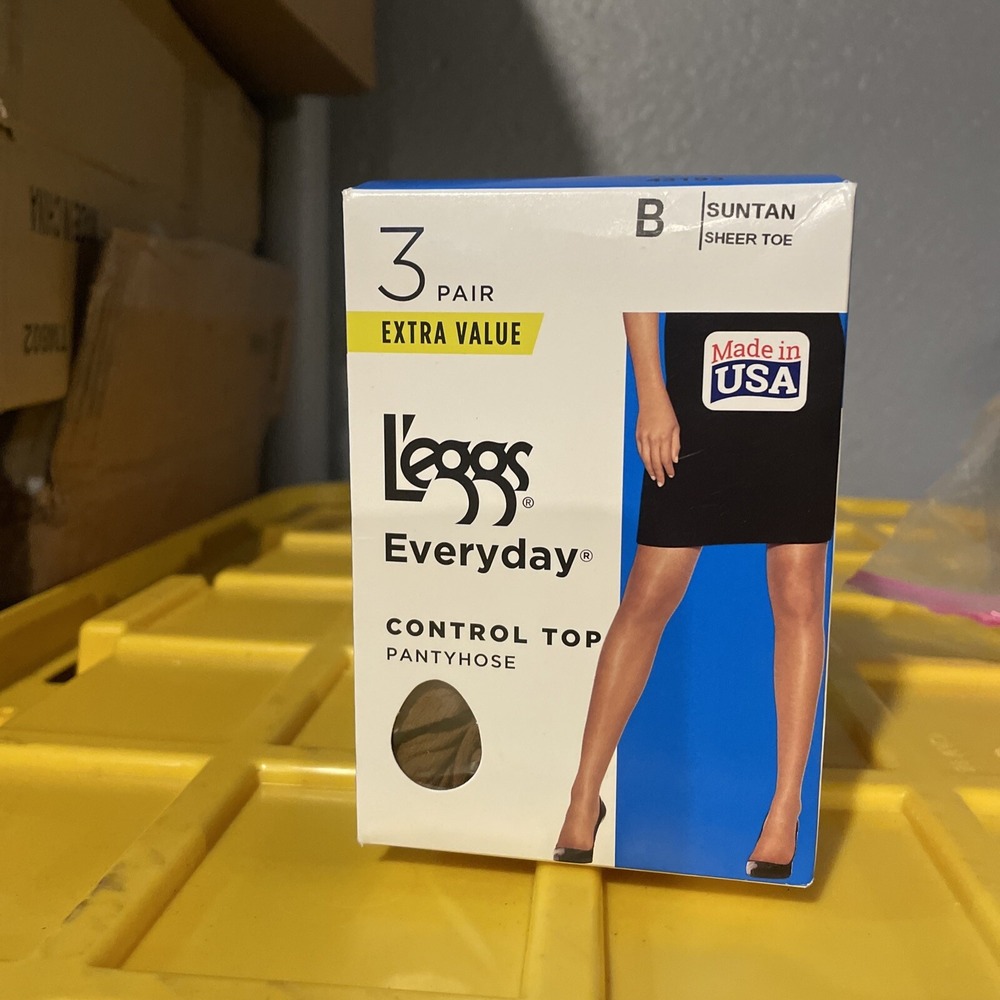 3 PAIR
EXTRA VALUE
B
SUNTAN
SHEER TOE
Made in
USA
L'eggs®
Everyday®
CONTROL TOP
PANTYHOSE